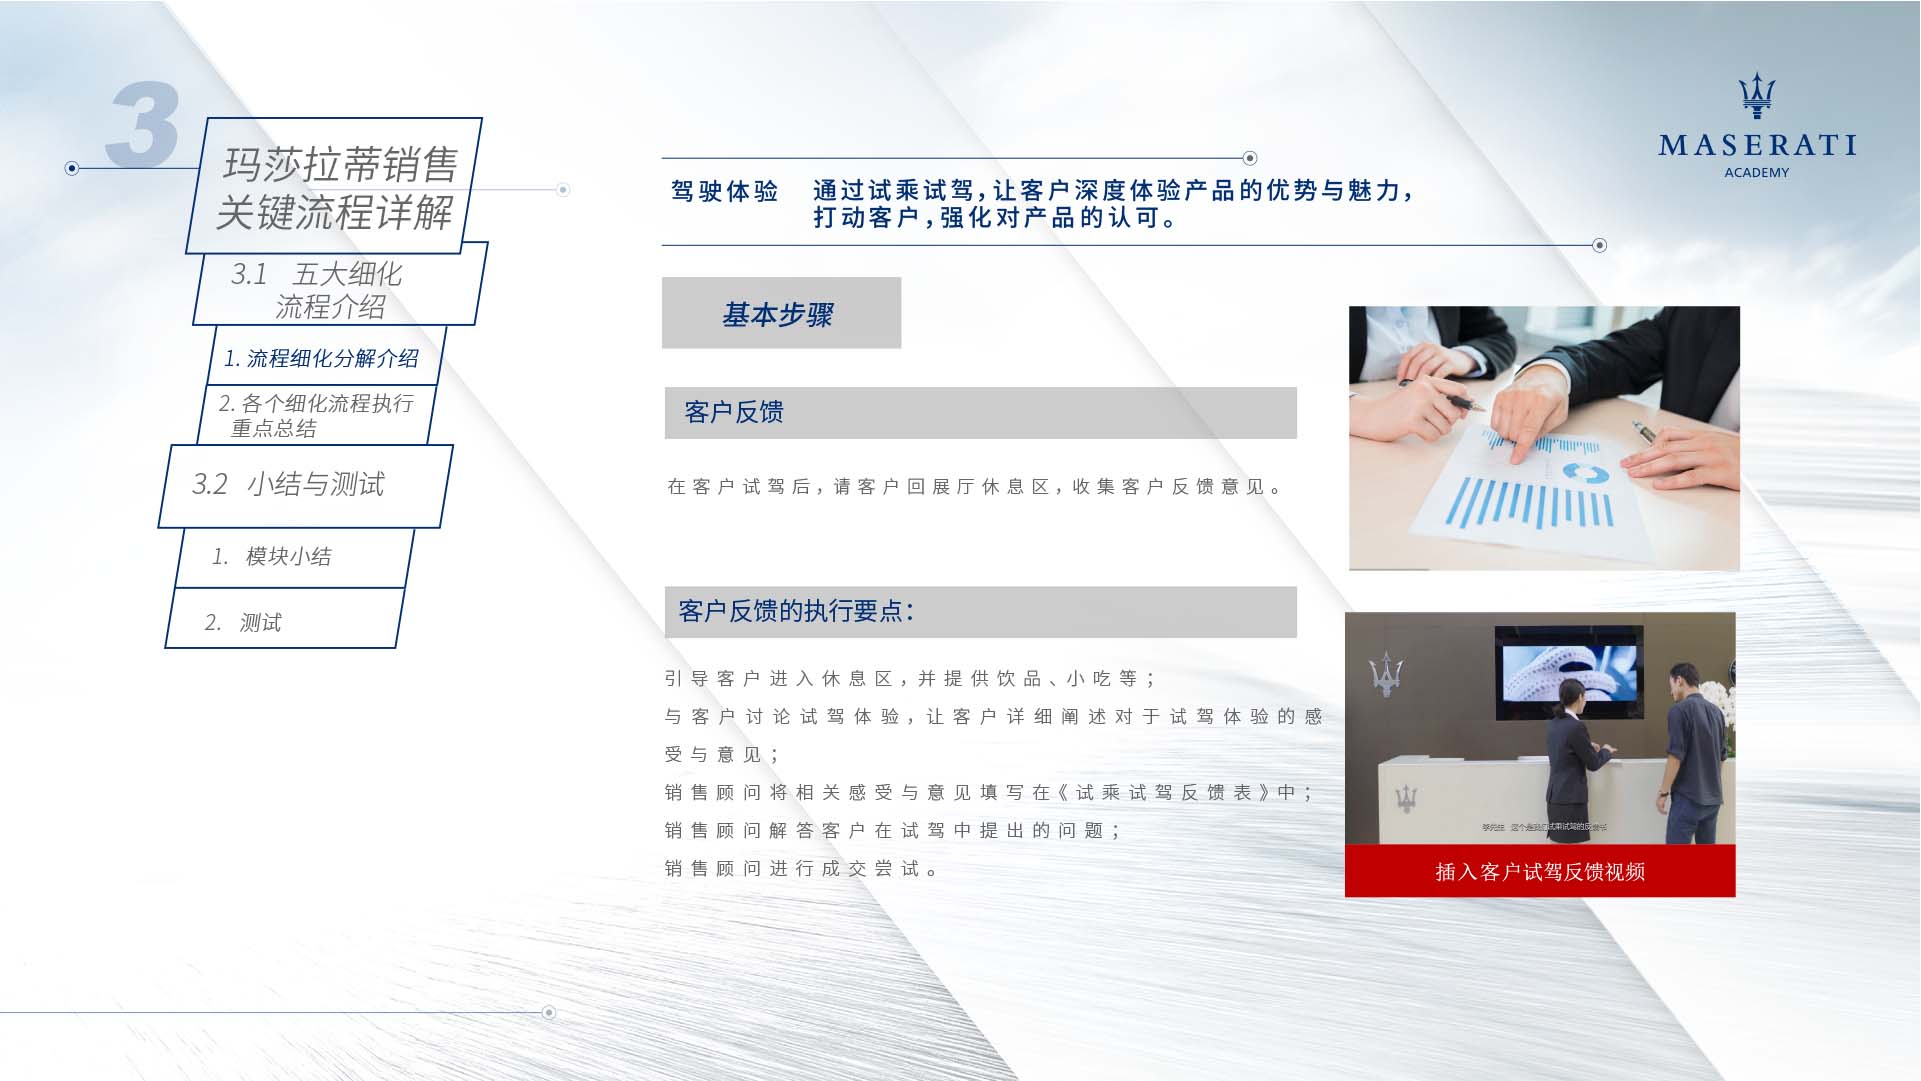 3
玛莎拉蒂销售
关键流程详解
3.1 五大细化
流程介绍
1. 流程细化分解介绍
2. 各个细化流程执行
重点总结
3.2 小结与测试
1. 模块小结
2. 测试
MASERATI
ACADEMY
驾驶体验 通过试乘试驾,让客户深度体验产品的优势与魅力,
打动客户,强化对产品的认可。
基本步骤
客户反馈
在客户试驾后,请客户回展厅休息区,收集客户反馈意见。
客户反馈的执行要点:
引导客户进入休息区,并提供饮品、小吃等;
与客户讨论试驾体验,让客户详细阐述对于试驾体验的感
受与意见;
销售顾问将相关感受与意见填写在《试乘试驾反馈表》中;
销售顾问解答客户在试驾中提出的问题;
销售顾问进行成交尝试。
插入客户试驾反馈视频